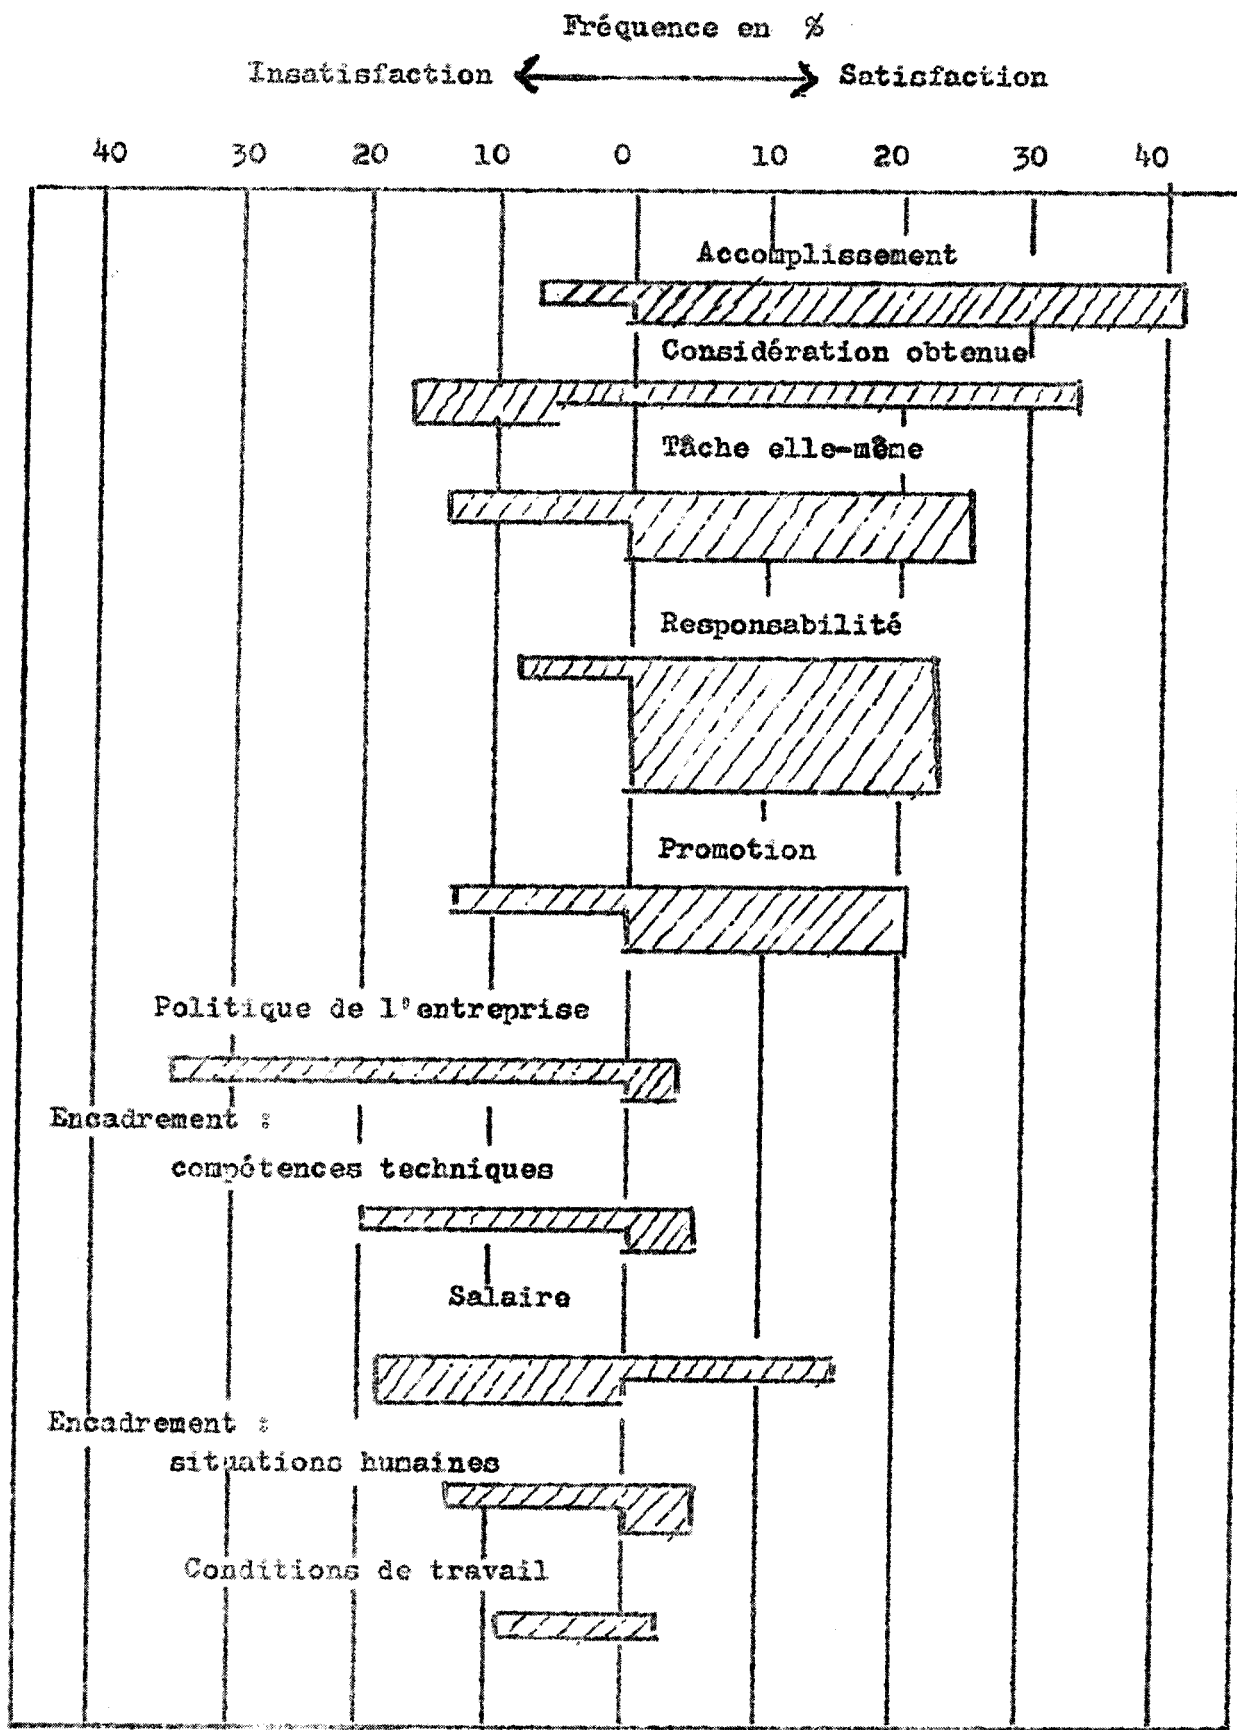 Fréquence en %
Insatisfaction Satisfaction
40 30 20 10 0 10 20 30 40
Accomplissement
Considération obtenue
Tâche elle-même
Responsabilité
Promotion
Politique de l'entreprise
Encadrement :
compétences techniques
Salaire
Encadrement :
situations humaines
Conditions de travail